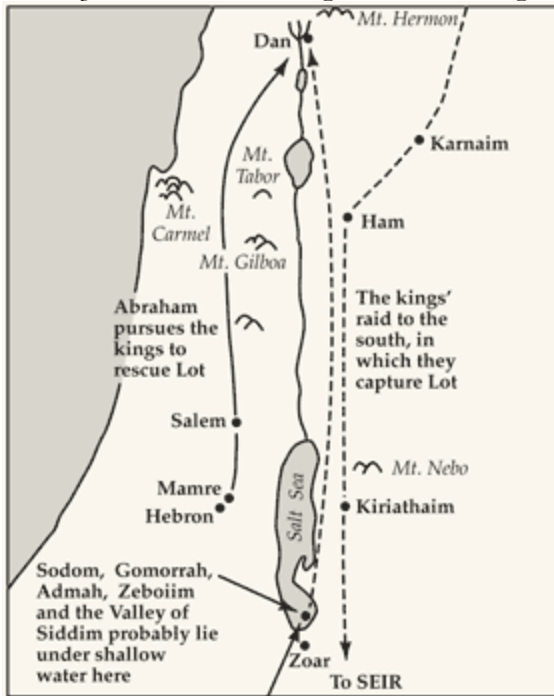 Mt. Hermon
Dan
Karnaim
Mt.
Tabor
Mt.
Carmel
Ham
Mt. Gilboa
Abraham
pursues the
kings to
rescue Lot
The kings'
raid to the
south, in
which they
capture Lot
Salem
Mt. Nebo
Mamre
Hebron
Salt Sea
Kiriathaim
Sodom, Gomorrah,
Admah, Zeboiim
and the Valley of
Siddim probably lie
under shallow
water here
Zoar
To SEIR